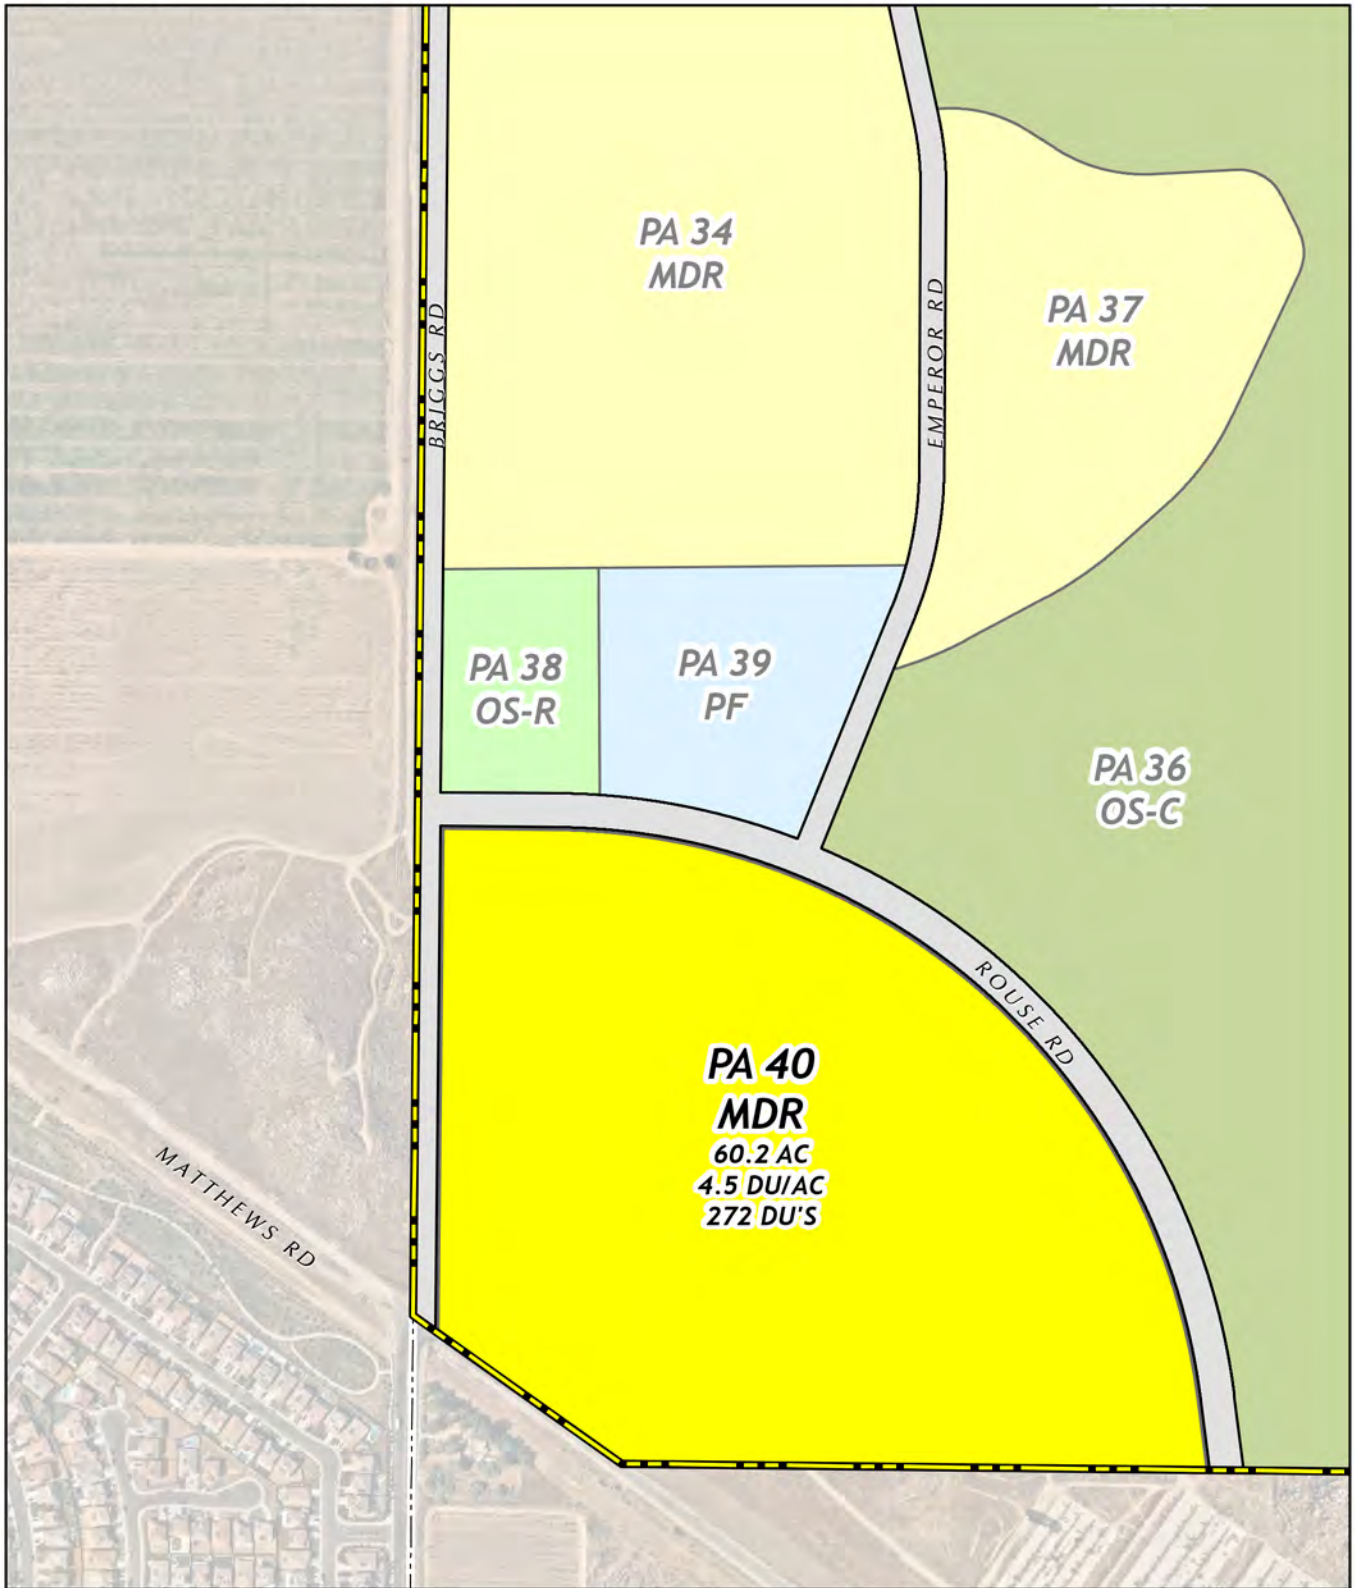 PA 34
MDR
PA 37
MDR
BRIGGS RD
EMPEROR RD
PA 38
OS-R
PA 39
PF
PA 36
OS-C
ROUSE RD
PA 40
MDR
60.2 AC
4.5 DU/AC
272 DU'S
MATTHEWS RD